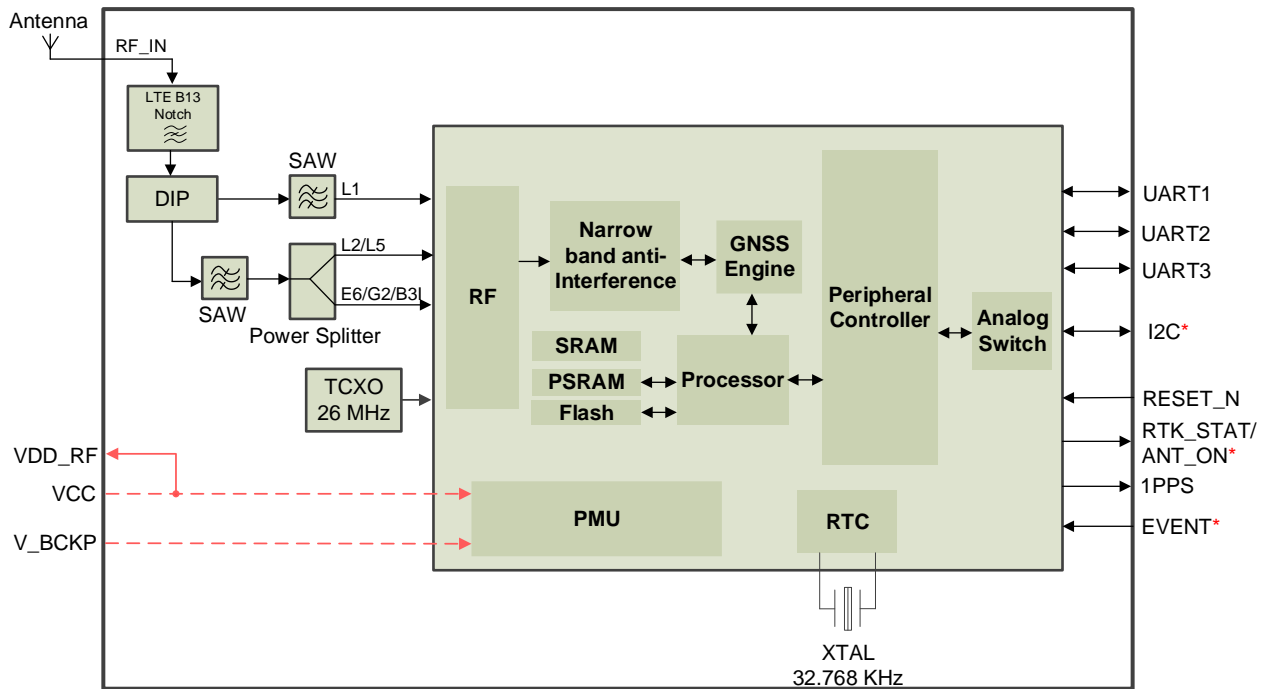 Antenna
RF_IN
LTE B13
Notch
DIP
SAW
L1
L2/L5
E6/G2/B3I
SAW
Power Splitter
TCXO
26 MHz
VDD_RF
VCC
V_BCKP
RF
Narrow
band anti-
Interference
GNSS
Engine
SRAM
PSRAM
Flash
Processor
Peripheral
Controller
Analog
Switch
PMU
RTC
XTAL
32.768 KHz
UART1
UART2
UART3
I2C*
RESET_N
RTK_STAT/
ANT_ON*
1PPS
EVENT*